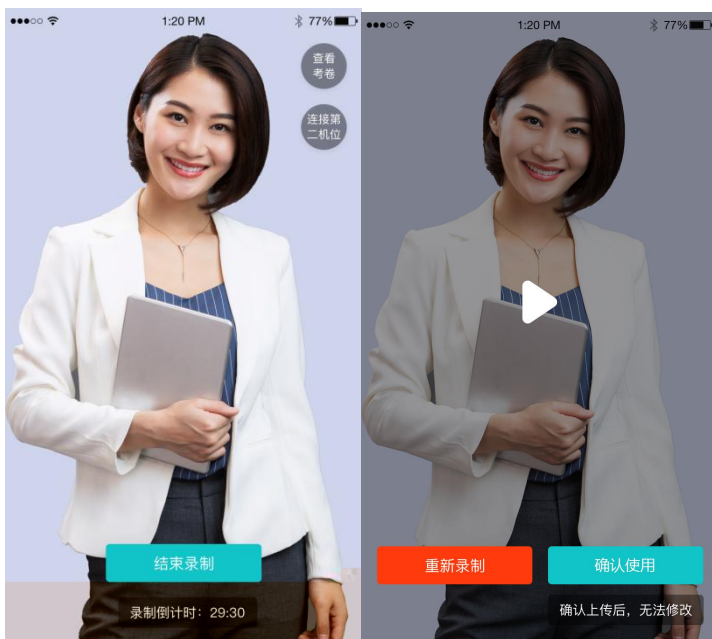 1:20 PM
77%
查看
考卷
连接第
二机位
结束录制
录制倒计时：29:30
1:20 PM
77%
重新录制
确认使用
确认上传后，无法修改